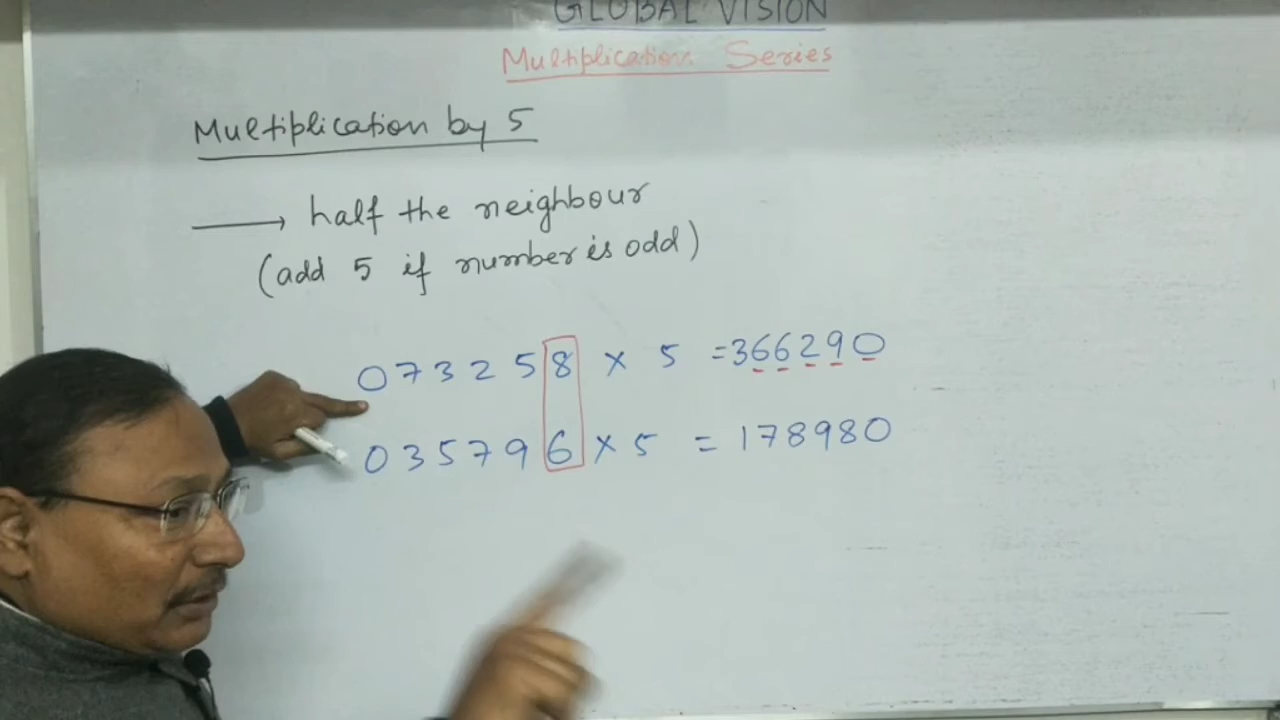 GLOBAL VISION
Multiplication Series
Multiplication by 5
→ half the neighbour
(add 5 if number is odd)
073258 × 5 =366290
035796 × 5 = 178980